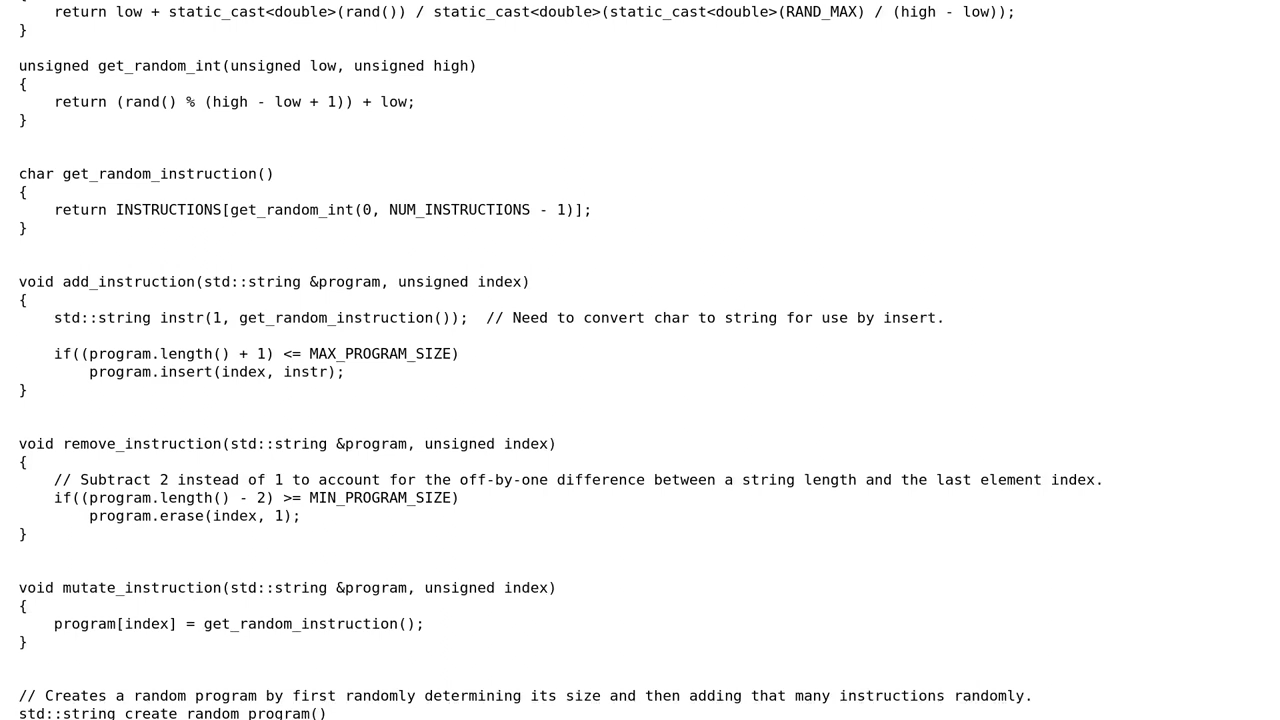 return low + static_cast<double>(rand()) / static_cast<double>(static_cast<double>(RAND_MAX) / (high - low));
}

unsigned get_random_int(unsigned low, unsigned high)
{
    return (rand() % (high - low + 1)) + low;
}


char get_random_instruction()
{
    return INSTRUCTIONS[get_random_int(0, NUM_INSTRUCTIONS - 1)];
}


void add_instruction(std::string &program, unsigned index)
{
    std::string instr(1, get_random_instruction());  // Need to convert char to string for use by insert.

    if((program.length() + 1) <= MAX_PROGRAM_SIZE)
        program.insert(index, instr);
}


void remove_instruction(std::string &program, unsigned index)
{
    // Subtract 2 instead of 1 to account for the off-by-one difference between a string length and the last element index.
    if((program.length() - 2) >= MIN_PROGRAM_SIZE)
        program.erase(index, 1);
}


void mutate_instruction(std::string &program, unsigned index)
{
    program[index] = get_random_instruction();
}


// Creates a random program by first randomly determining its size and then adding that many instructions randomly.
std::string create_random_program()